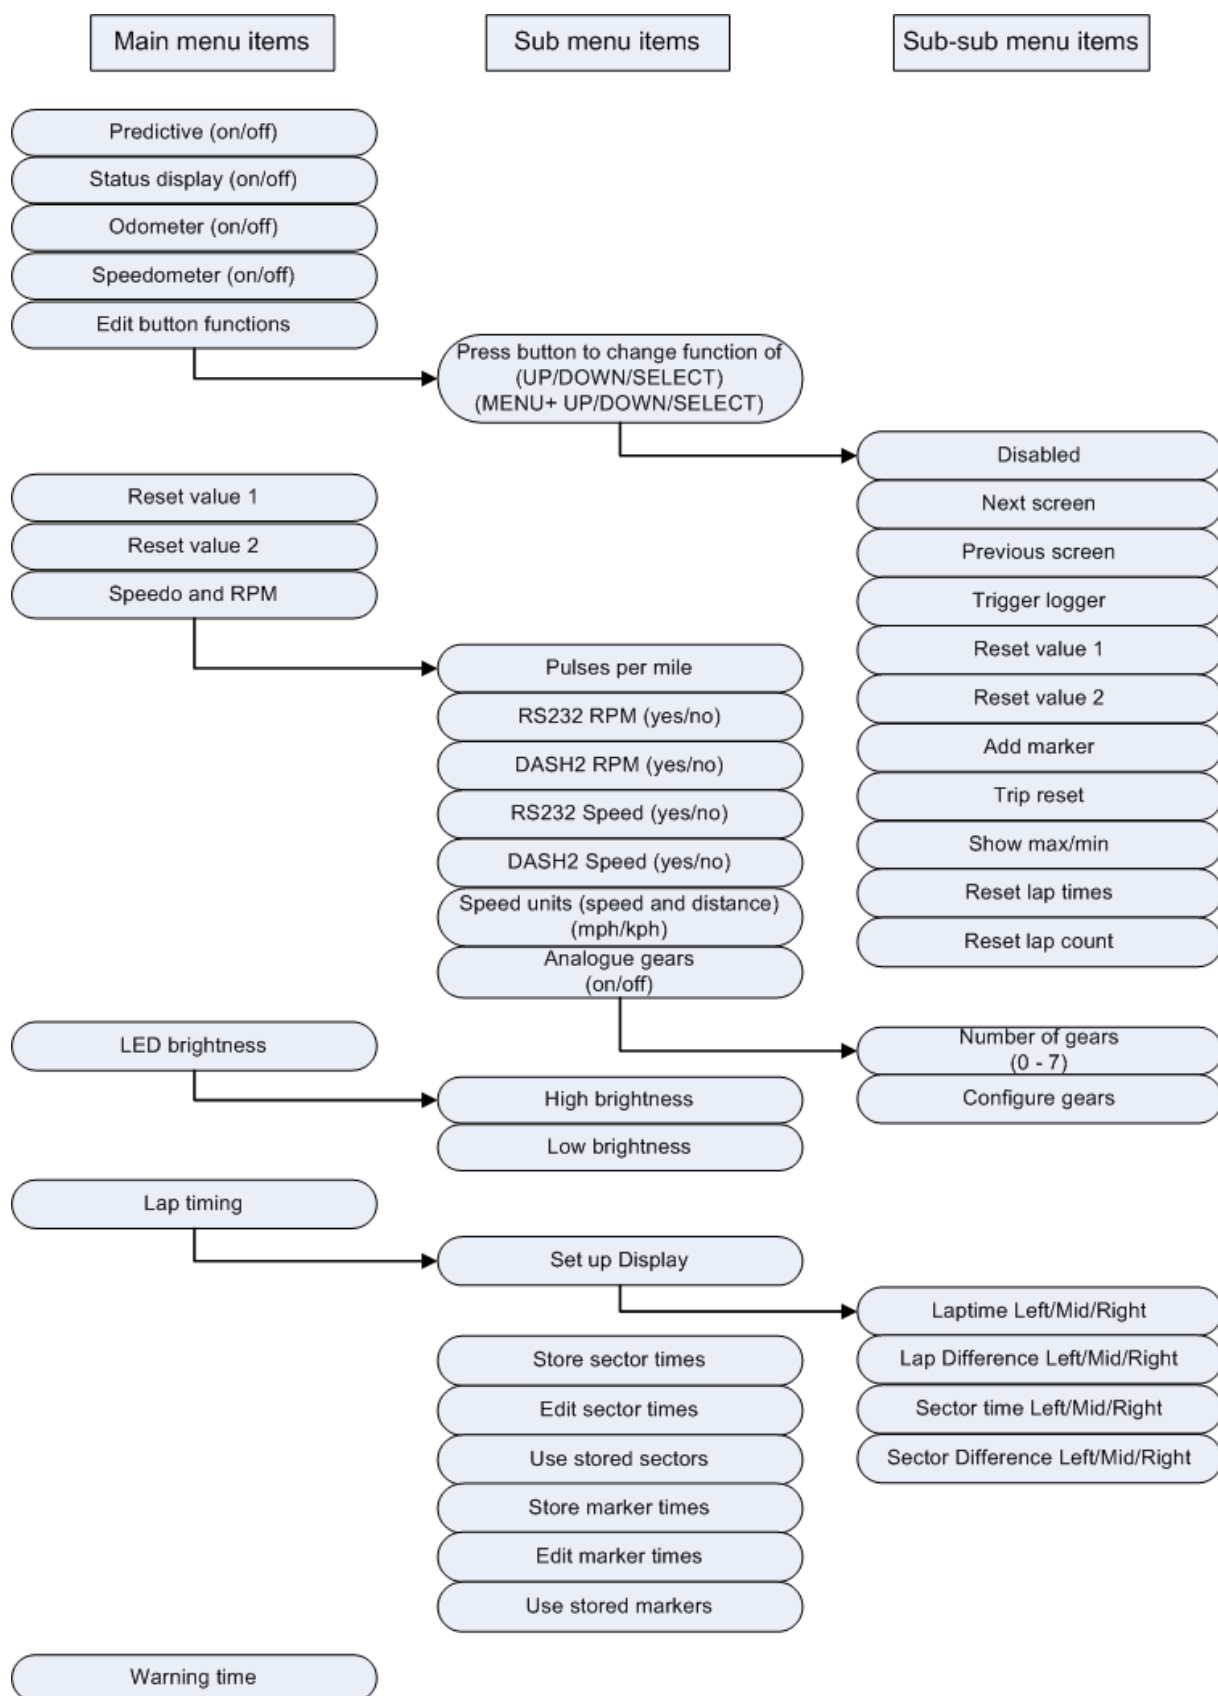 Main menu items
Sub menu items
Sub-sub menu items
Predictive (on/off)
Status display (on/off)
Odometer (on/off)
Speedometer (on/off)
Edit button functions
Press button to change function of
(UP/DOWN/SELECT)
(MENU+ UP/DOWN/SELECT)
Disabled
Next screen
Previous screen
Trigger logger
Reset value 1
Reset value 2
Add marker
Trip reset
Show max/min
Reset lap times
Reset lap count
Reset value 1
Reset value 2
Speedo and RPM
Pulses per mile
RS232 RPM (yes/no)
DASH2 RPM (yes/no)
RS232 Speed (yes/no)
DASH2 Speed (yes/no)
Speed units (speed and distance)
(mph/kph)
Analogue gears
(on/off)
Number of gears
(0 - 7)
Configure gears
LED brightness
High brightness
Low brightness
Lap timing
Set up Display
Laptime Left/Mid/Right
Lap Difference Left/Mid/Right
Sector time Left/Mid/Right
Sector Difference Left/Mid/Right
Store sector times
Edit sector times
Use stored sectors
Store marker times
Edit marker times
Use stored markers
Warning time